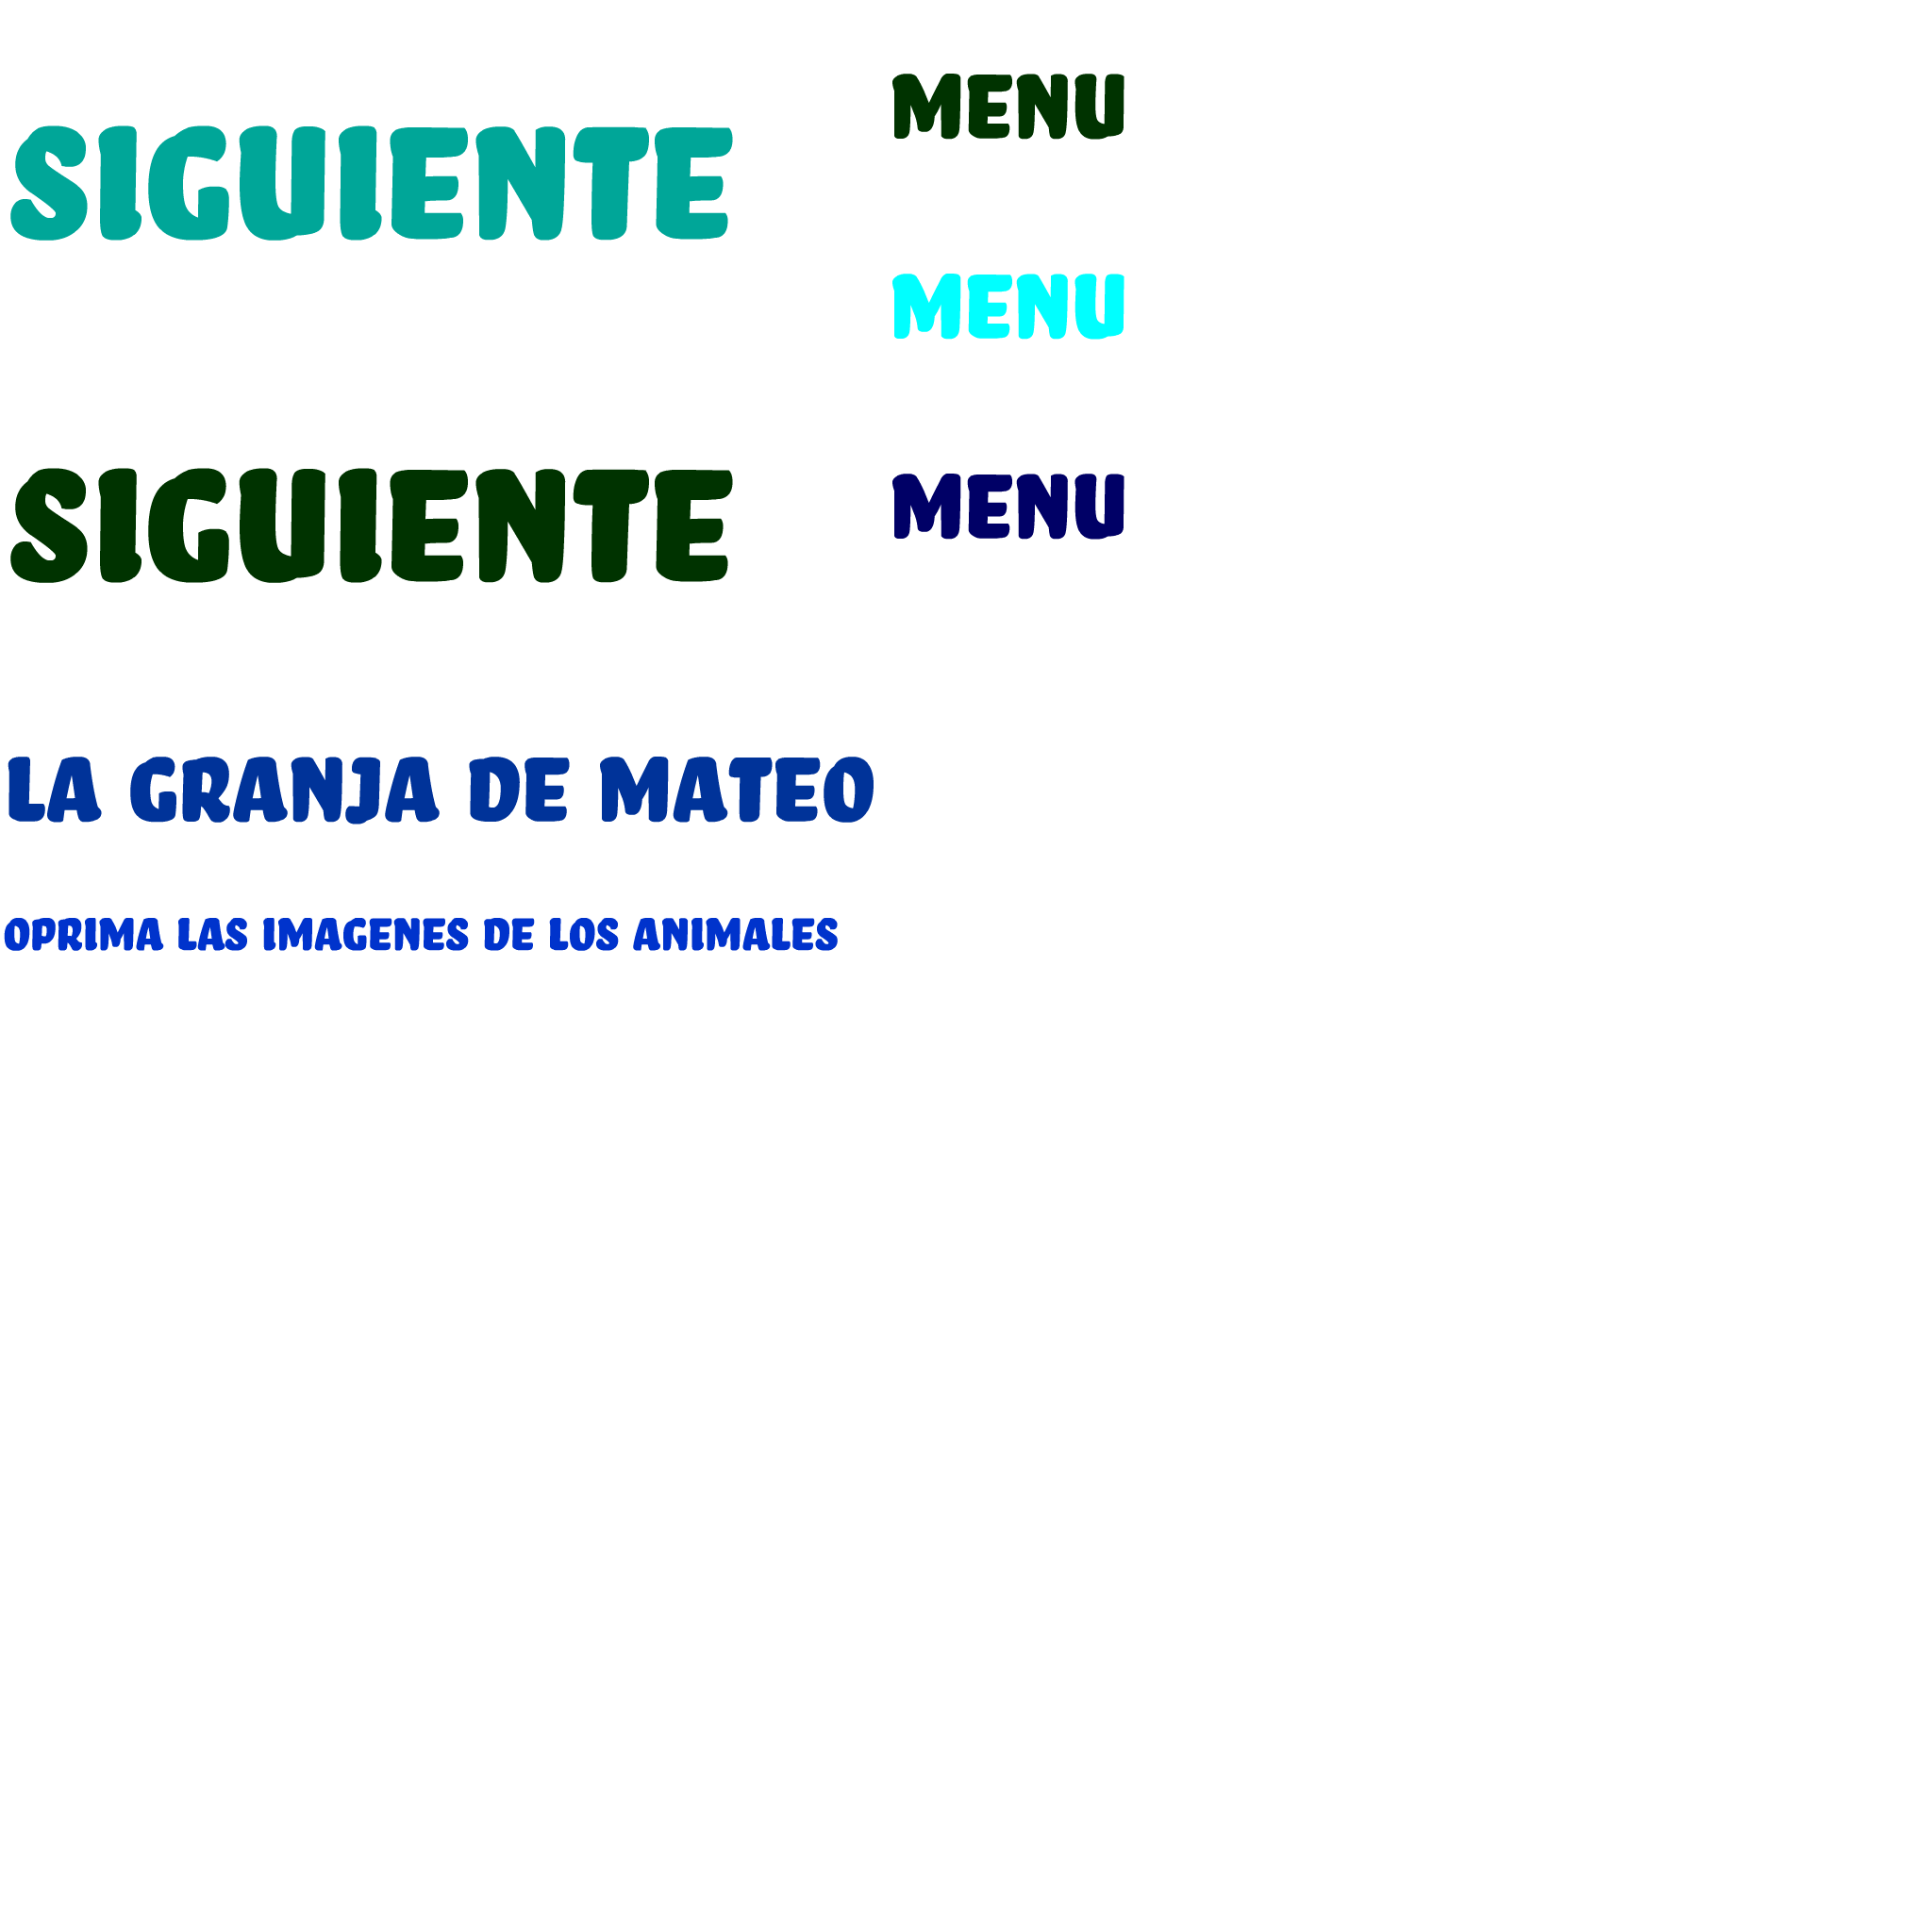 MENU
SIGUIENTE
MENU
SIGUIENTE
MENU
LA GRANJA DE MATEO
OPRIMA LAS IMAGENES DE LOS ANIMALES